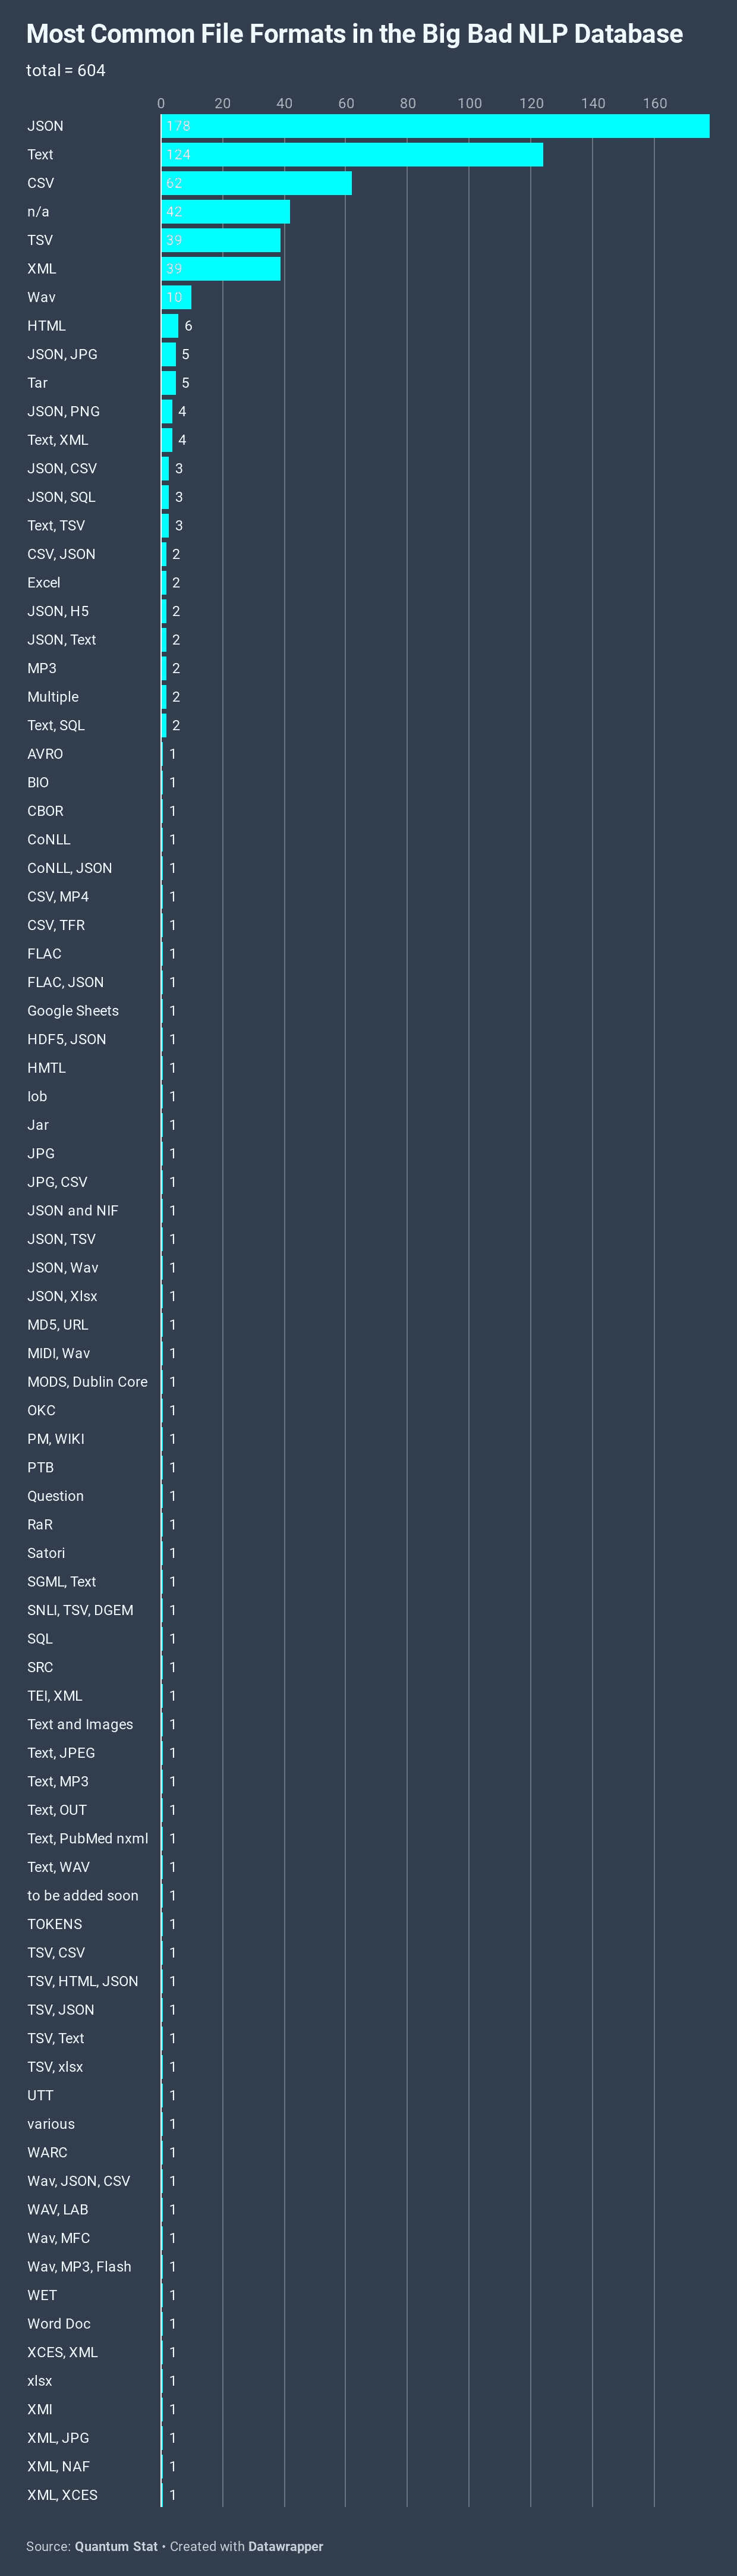 Most Common File Formats in the Big Bad NLP Database
total = 604
0 20 40 60 80 100 120 140 160
JSON 178
Text 124
CSV 62
n/a 42
TSV 39
XML 39
Wav 10
HTML 6
JSON, JPG 5
Tar 5
JSON, PNG 4
Text, XML 4
JSON, CSV 3
JSON, SQL 3
Text, TSV 3
CSV, JSON 2
Excel 2
JSON, H5 2
JSON, Text 2
MP3 2
Multiple 2
Text, SQL 2
AVRO 1
BIO 1
CBOR 1
CoNLL 1
CoNLL, JSON 1
CSV, MP4 1
CSV, TFR 1
FLAC 1
FLAC, JSON 1
Google Sheets 1
HDF5, JSON 1
HMTL 1
Iob 1
Jar 1
JPG 1
JPG, CSV 1
JSON and NIF 1
JSON, TSV 1
JSON, Wav 1
JSON, Xlsx 1
MD5, URL 1
MIDI, Wav 1
MODS, Dublin Core 1
OKC 1
PM, WIKI 1
PTB 1
Question 1
RaR 1
Satori 1
SGML, Text 1
SNLI, TSV, DGEM 1
SQL 1
SRC 1
TEI, XML 1
Text and Images 1
Text, JPEG 1
Text, MP3 1
Text, OUT 1
Text, PubMed nxml 1
Text, WAV 1
to be added soon 1
TOKENS 1
TSV, CSV 1
TSV, HTML, JSON 1
TSV, JSON 1
TSV, Text 1
TSV, xlsx 1
UTT 1
various 1
WARC 1
Wav, JSON, CSV 1
WAV, LAB 1
Wav, MFC 1
Wav, MP3, Flash 1
WET 1
Word Doc 1
XCES, XML 1
xlsx 1
XMI 1
XML, JPG 1
XML, NAF 1
XML, XCES 1
Source: Quantum Stat • Created with Datawrapper